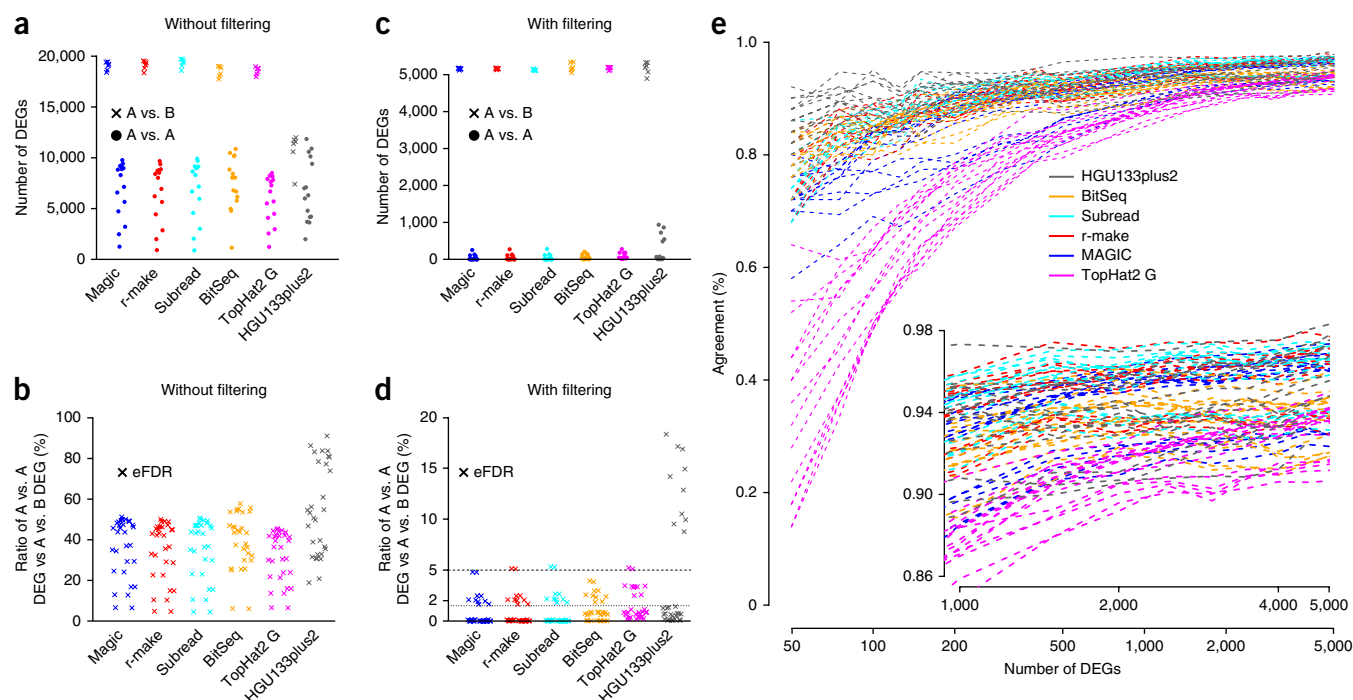 a
Without filtering
20,000
15,000
10,000
5,000
0
Number of DEGs
A vs. B
A vs. A
Magic
r-make
Subread
BitSeq
TopHat2 G
HGU133plus2
c
With filtering
5,000
4,000
3,000
2,000
1,000
0
Number of DEGs
A vs. B
A vs. A
Magic
r-make
Subread
BitSeq
TopHat2 G
HGU133plus2
b
Without filtering
100
80
60
40
20
0
Ratio of A vs. A
DEG vs A vs. B DEG (%)
eFDR
Magic
r-make
Subread
BitSeq
TopHat2 G
HGU133plus2
d
With filtering
20
15
10
5
2
0
Ratio of A vs. A
DEG vs A vs. B DEG (%)
eFDR
Magic
r-make
Subread
BitSeq
TopHat2 G
HGU133plus2
e
1.0
0.8
0.6
0.4
0.2
0
Agreement (%)
HGU133plus2
BitSeq
Subread
r-make
MAGIC
TopHat2 G
0.98
0.94
0.90
0.86
1,000
2,000
4,000
5,000
50
100
200
500
1,000
2,000
5,000
Number of DEGs